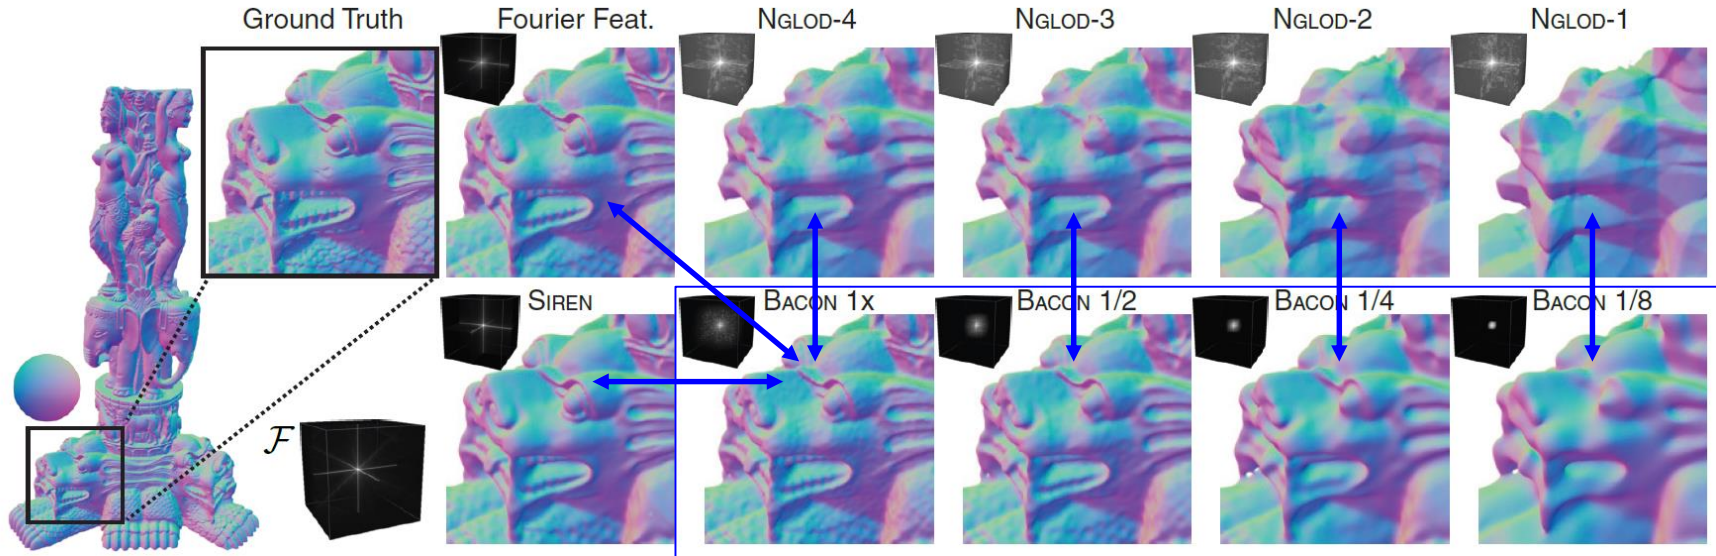 Ground Truth
Fourier Feat.
NGLOD-4
NGLOD-3
NGLOD-2
NGLOD-1
SIREN
BACON 1x
BACON 1/2
BACON 1/4
BACON 1/8
ℱ